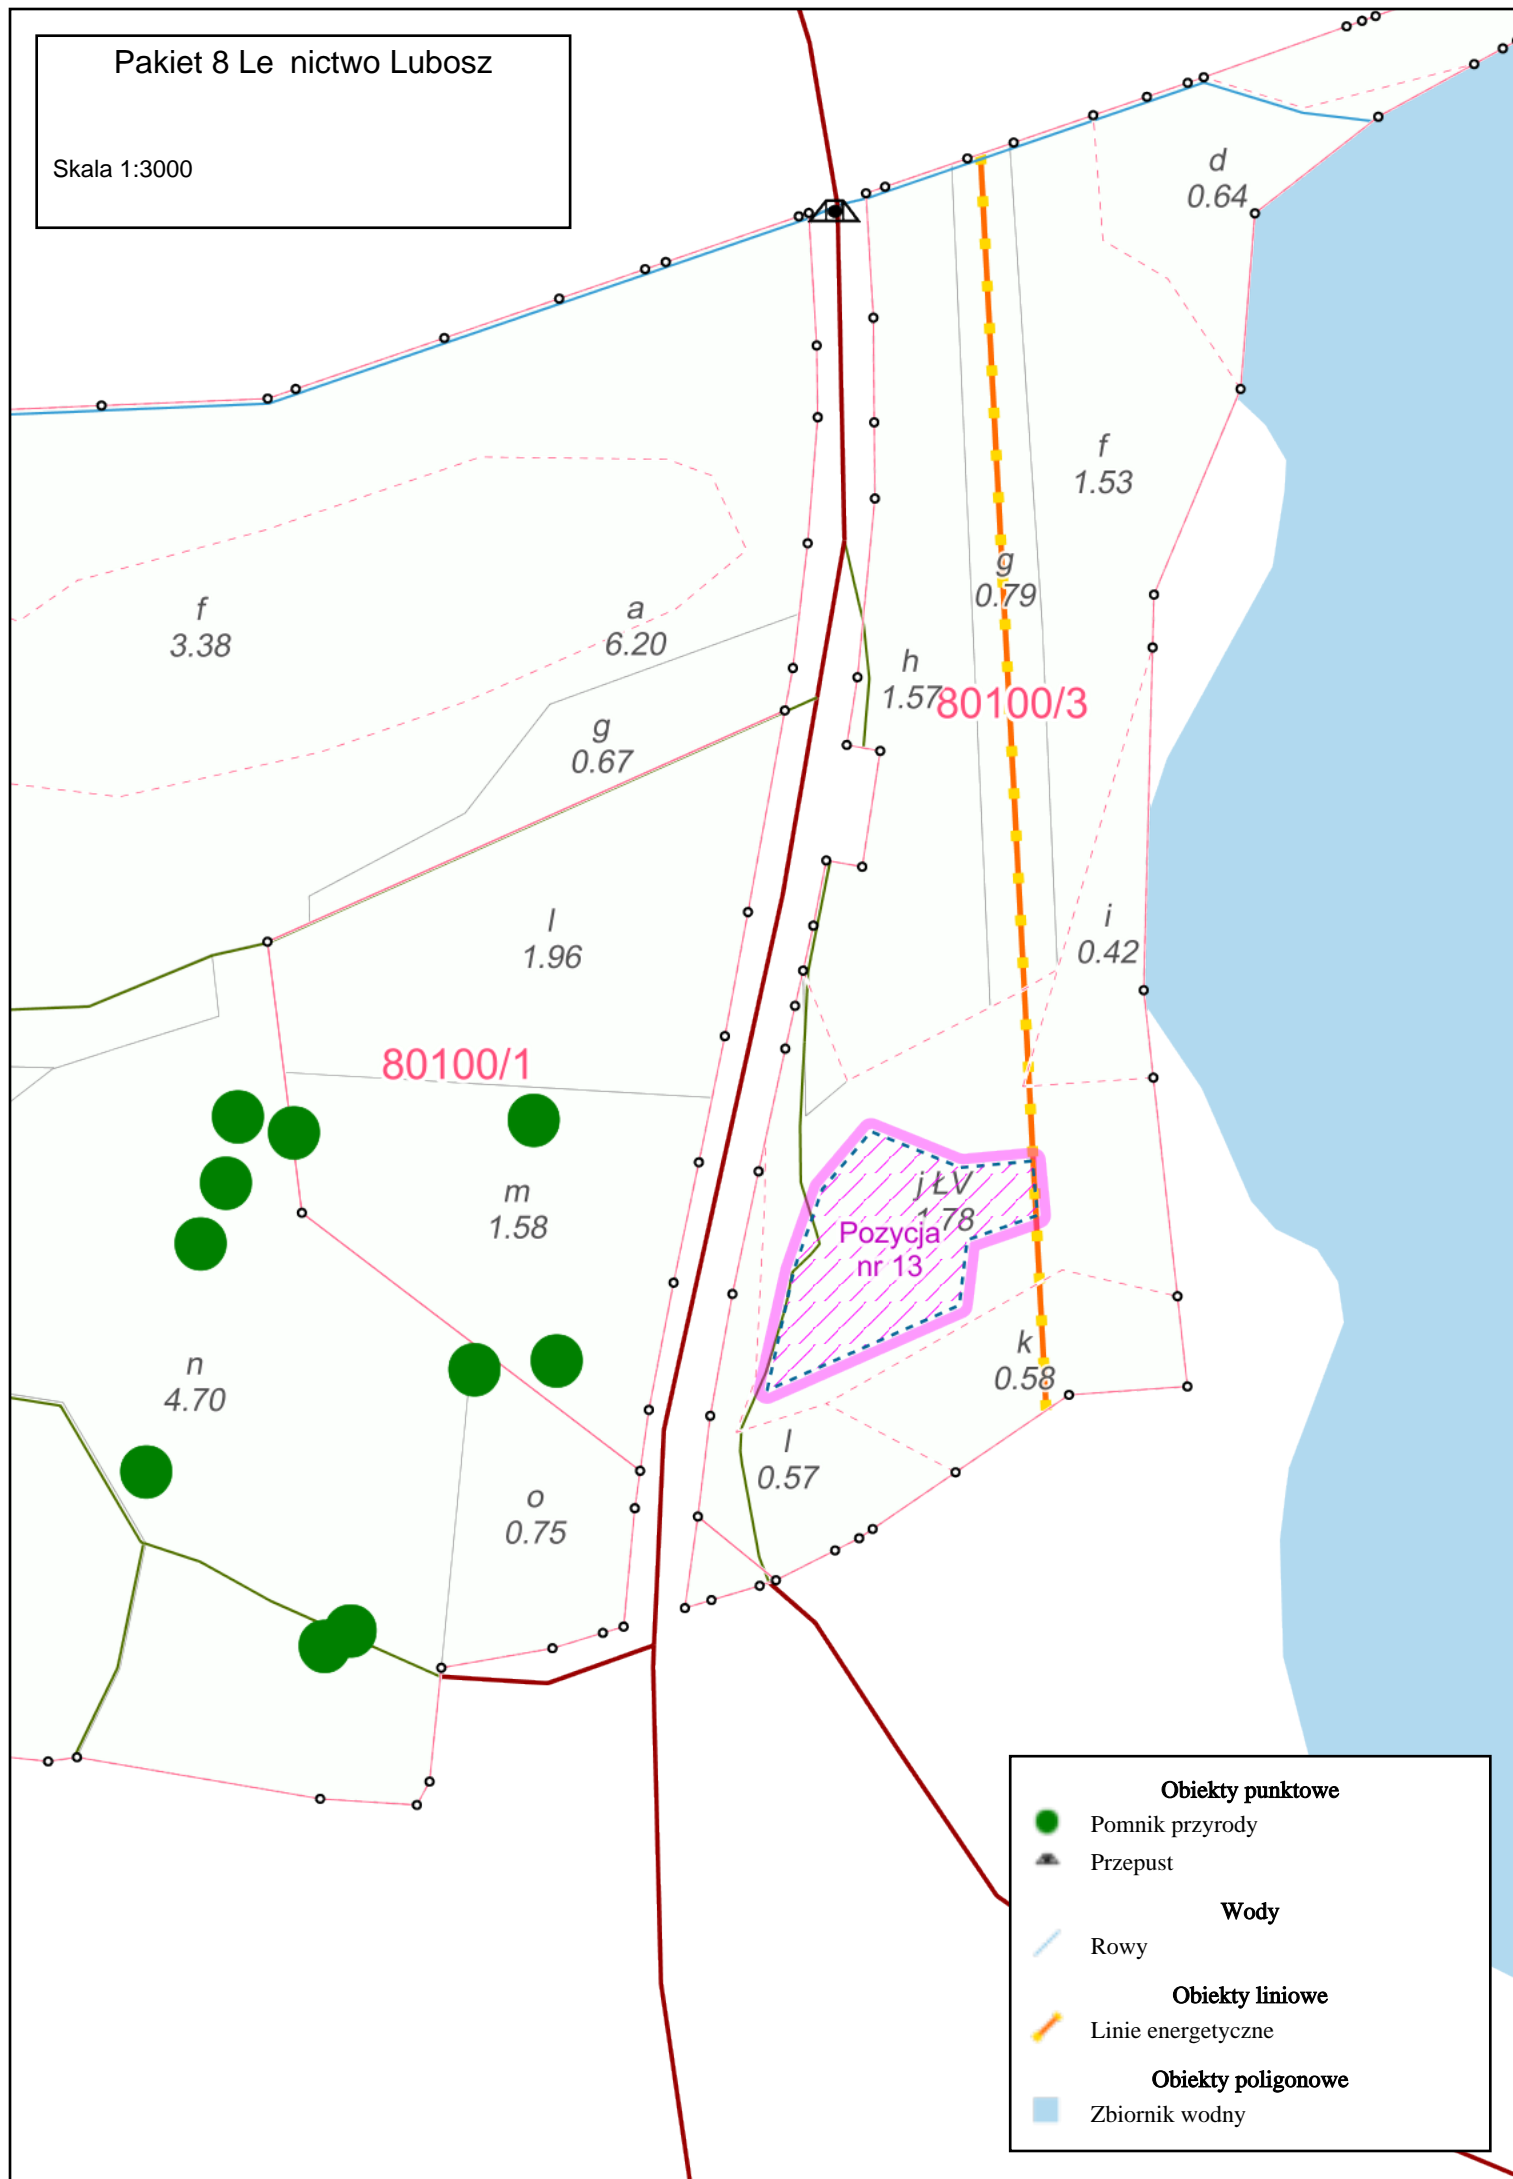 Pakiet 8 Le nictwo Lubosz
Skala 1:3000
d
0.64
f
1.53
g
0.79
f
3.38
a
6.20
h
1.57
80100/3
g
0.67
l
1.96
i
0.42
80100/1
m
1.58
j ŁV
1.78
Pozycja
nr 13
n
4.70
k
0.58
l
0.57
o
0.75
Obiekty punktowe
Pomnik przyrody
Przepust
Wody
Rowy
Obiekty liniowe
Linie energetyczne
Obiekty poligonowe
Zbiornik wodny